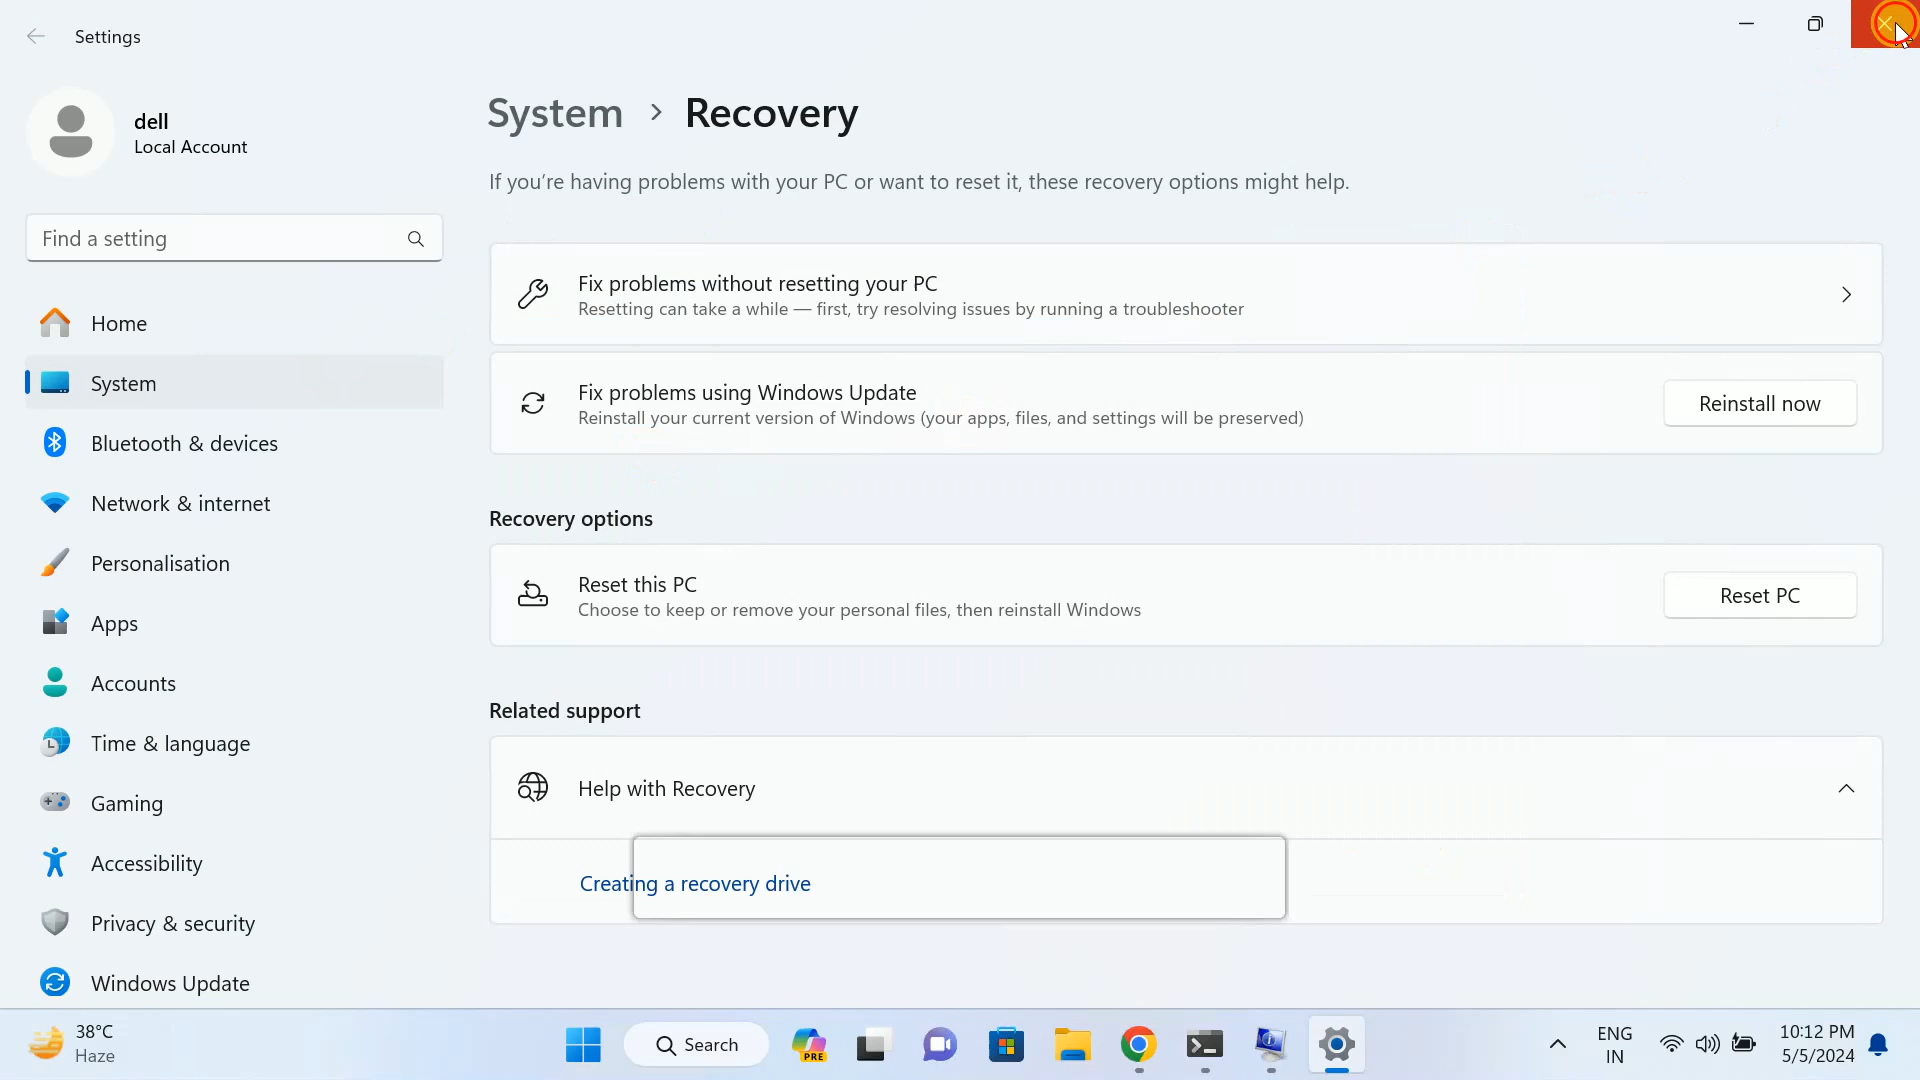 Settings
dell
Local Account
Find a setting
Home
System
Bluetooth & devices
Network & internet
Personalisation
Apps
Accounts
Time & language
Gaming
Accessibility
Privacy & security
Windows Update
System > Recovery
If you're having problems with your PC or want to reset it, these recovery options might help.
Fix problems without resetting your PC
Resetting can take a while — first, try resolving issues by running a troubleshooter
Fix problems using Windows Update
Reinstall your current version of Windows (your apps, files, and settings will be preserved)
Reinstall now
Recovery options
Reset this PC
Choose to keep or remove your personal files, then reinstall Windows
Reset PC
Related support
Help with Recovery
Creating a recovery drive
38°C
Haze
Search
PRE
ENG
IN
10:12 PM
5/5/2024